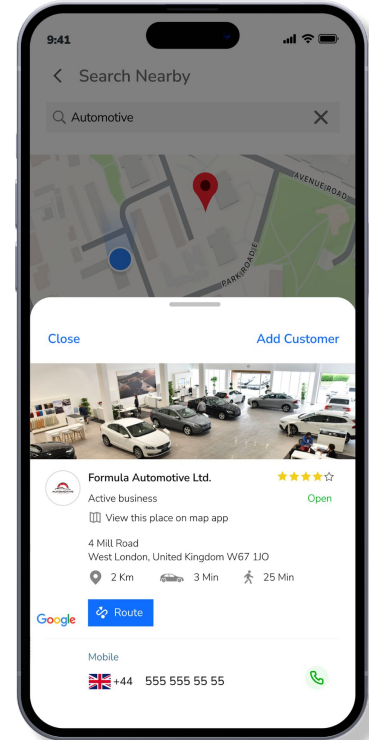 9:41
Search Nearby
Automotive
AVENUE ROAD
PARK ROAD E
Close
Add Customer
Formula Automotive Ltd.
Active business
Open
View this place on map app
4 Mill Road
West London, United Kingdom W67 1JO
2 Km 3 Min 25 Min
Google
Route
Mobile
+44 555 555 55 55